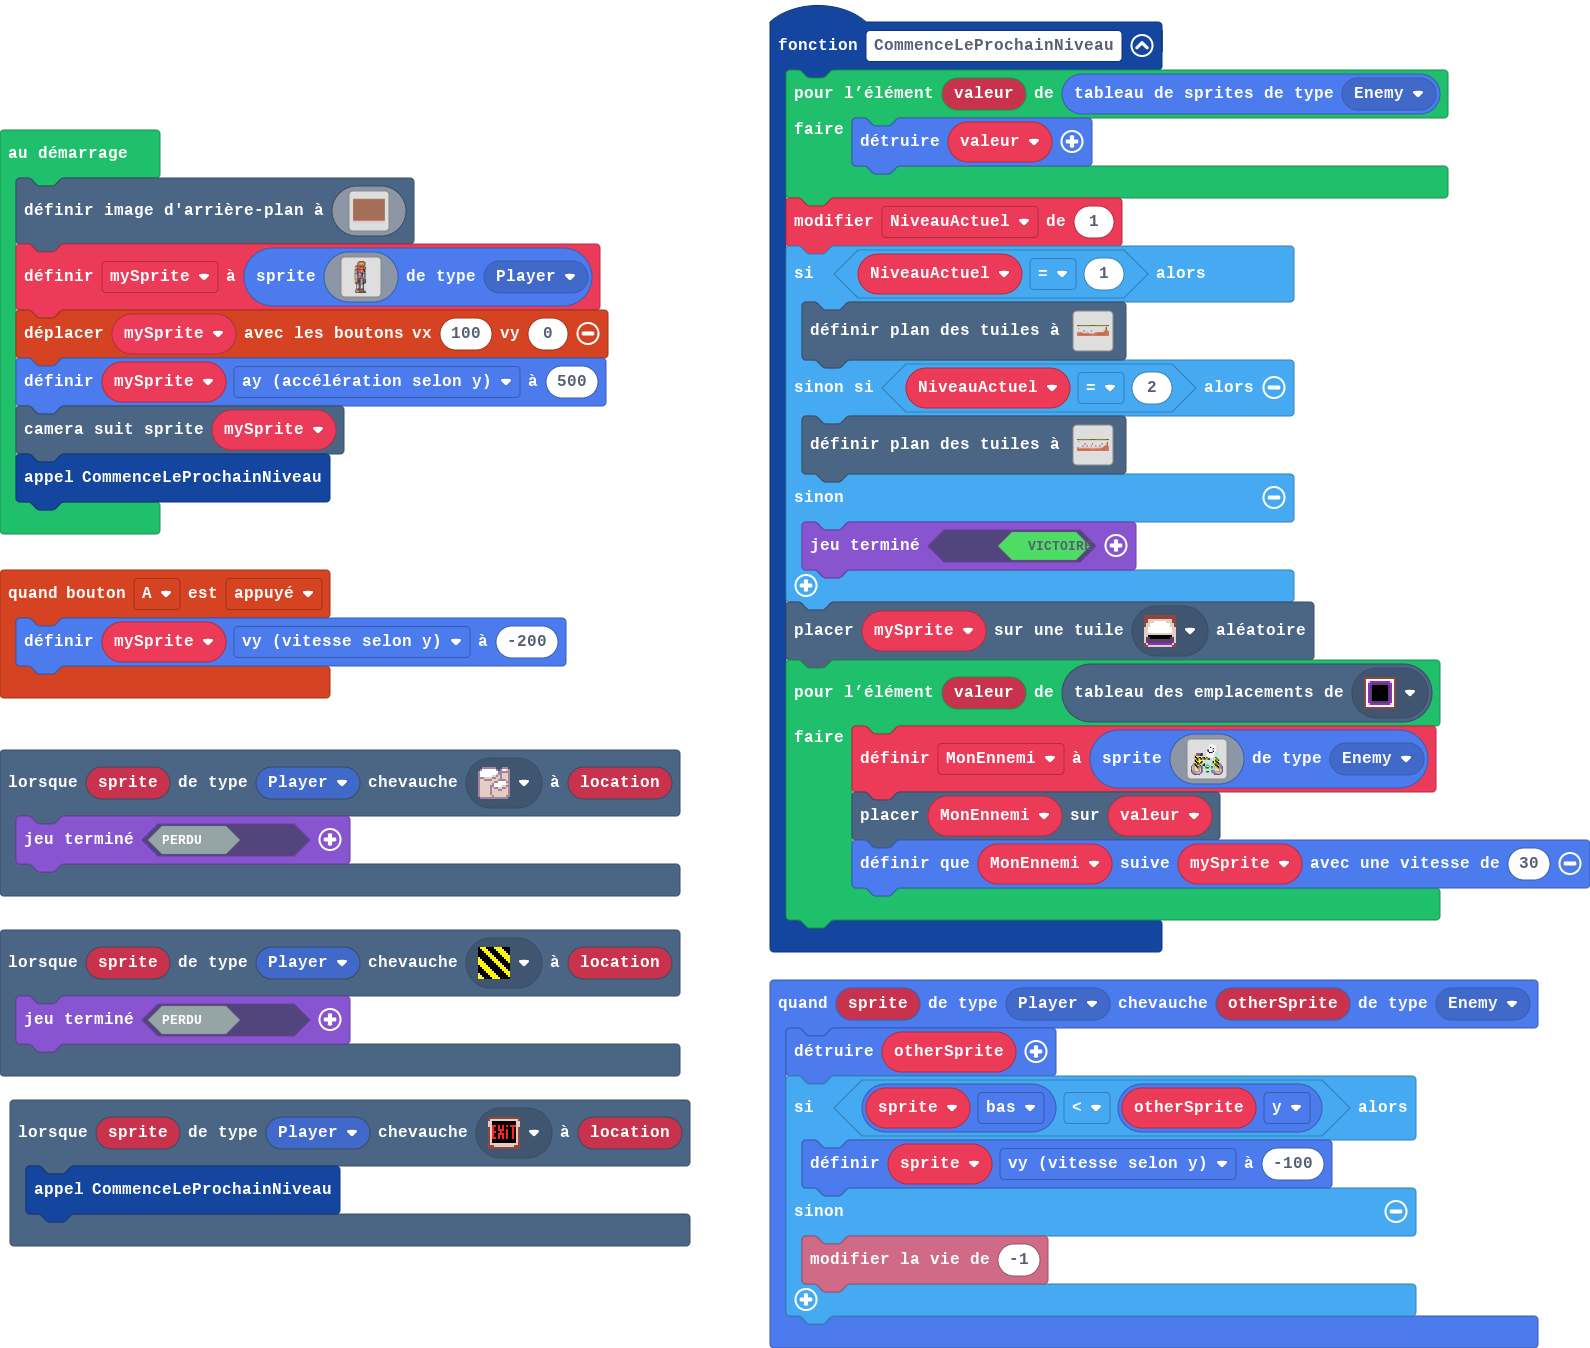 au démarrage
définir image d'arrière-plan à
définir mySprite à sprite de type Player
déplacer mySprite avec les boutons vx 100 vy 0
définir mySprite ay (accélération selon y) à 500
camera suit sprite mySprite
appel CommenceLeProchainNiveau
quand bouton A est appuyé
définir mySprite vy (vitesse selon y) à -200
lorsque sprite de type Player chevauche à location
jeu terminé PERDU
lorsque sprite de type Player chevauche à location
jeu terminé PERDU
lorsque sprite de type Player chevauche EXiT à location
appel CommenceLeProchainNiveau
fonction CommenceLeProchainNiveau
pour l’élément valeur de tableau de sprites de type Enemy
faire détruire valeur
modifier NiveauActuel de 1
si NiveauActuel = 1 alors
définir plan des tuiles à
sinon si NiveauActuel = 2 alors
définir plan des tuiles à
sinon
jeu terminé VICTOIRE
placer mySprite sur une tuile aléatoire
pour l’élément valeur de tableau des emplacements de
faire définir MonEnnemi à sprite de type Enemy
placer MonEnnemi sur valeur
définir que MonEnnemi suive mySprite avec une vitesse de 30
quand sprite de type Player chevauche otherSprite de type Enemy
détruire otherSprite
si sprite bas < otherSprite y alors
définir sprite vy (vitesse selon y) à -100
sinon
modifier la vie de -1